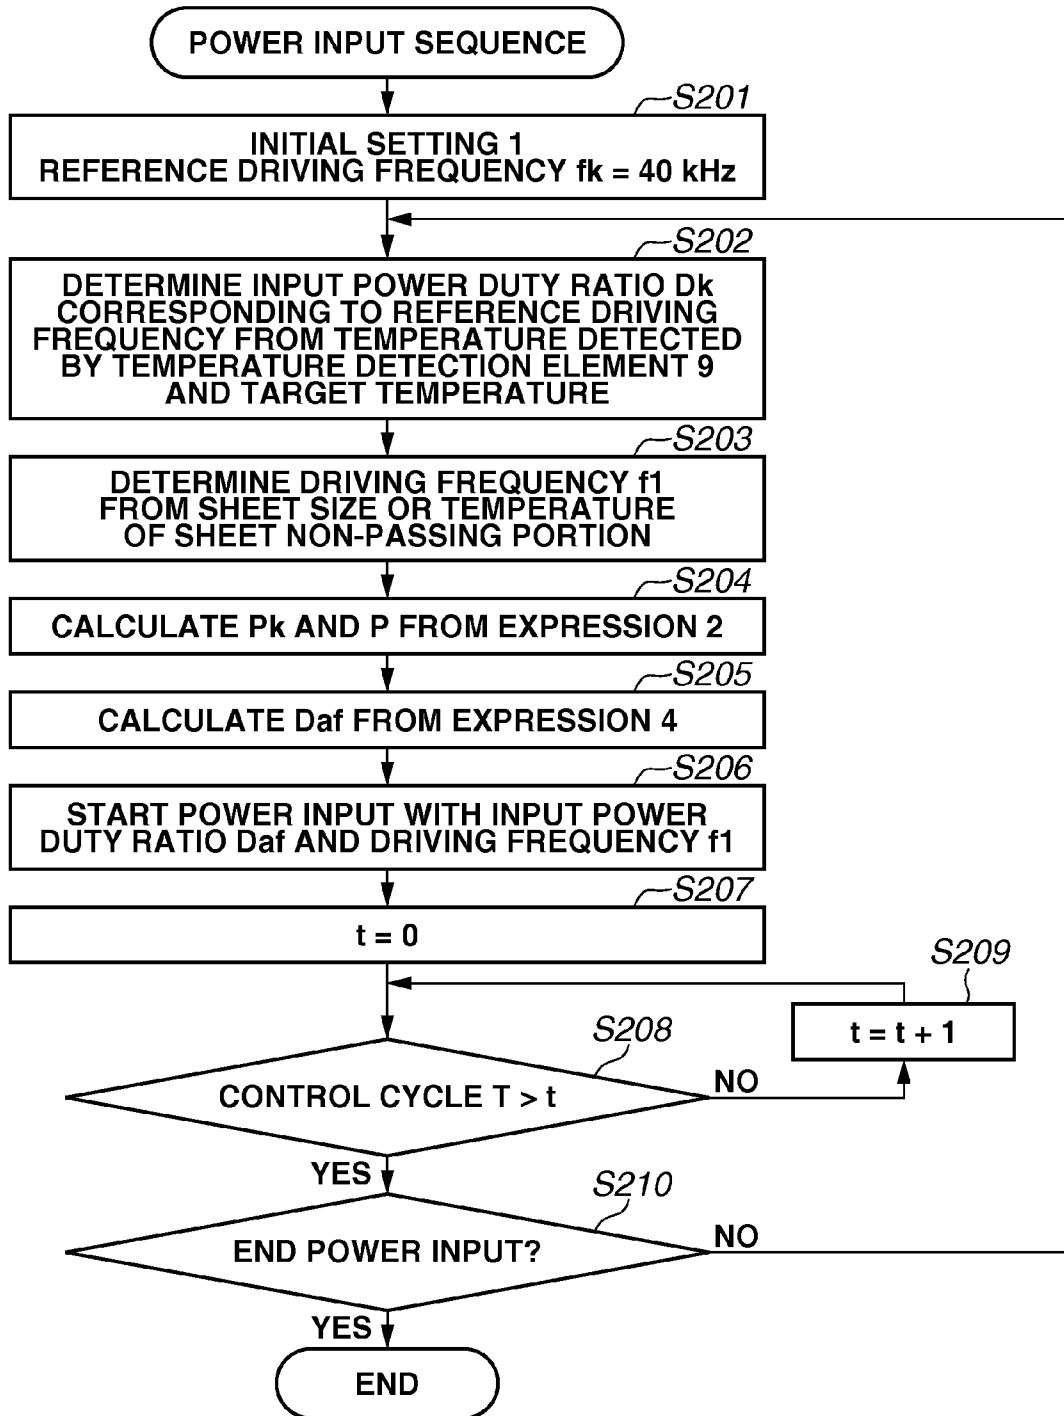 POWER INPUT SEQUENCE
S201
INITIAL SETTING 1
REFERENCE DRIVING FREQUENCY fk = 40 kHz
S202
DETERMINE INPUT POWER DUTY RATIO Dk
CORRESPONDING TO REFERENCE DRIVING
FREQUENCY FROM TEMPERATURE DETECTED
BY TEMPERATURE DETECTION ELEMENT 9
AND TARGET TEMPERATURE
S203
DETERMINE DRIVING FREQUENCY f1
FROM SHEET SIZE OR TEMPERATURE
OF SHEET NON-PASSING PORTION
S204
CALCULATE Pk AND P FROM EXPRESSION 2
S205
CALCULATE Daf FROM EXPRESSION 4
S206
START POWER INPUT WITH INPUT POWER
DUTY RATIO Daf AND DRIVING FREQUENCY f1
S207
t = 0
S209
t = t + 1
S208
CONTROL CYCLE T > t
NO
YES
S210
END POWER INPUT?
NO
YES
END